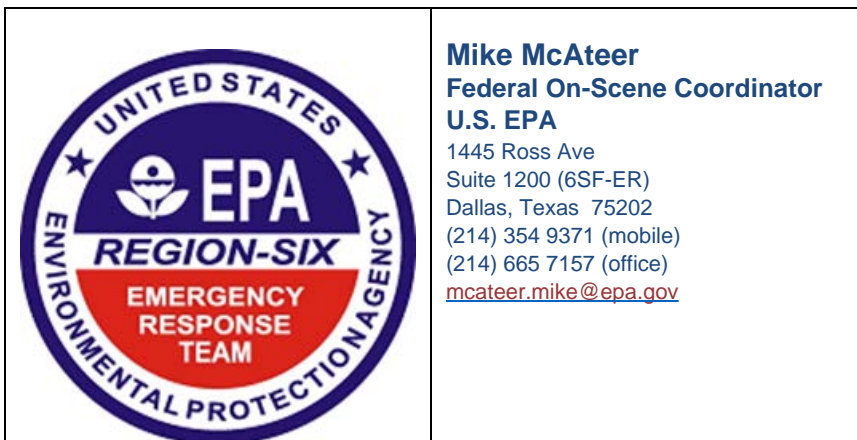 UNITED STATES
ENVIRONMENTAL PROTECTION AGENCY
EPA
REGION-SIX
EMERGENCY
RESPONSE
TEAM
Mike McAteer
Federal On-Scene Coordinator
U.S. EPA
1445 Ross Ave
Suite 1200 (6SF-ER)
Dallas, Texas 75202
(214) 354 9371 (mobile)
(214) 665 7157 (office)
mcateer.mike@epa.gov